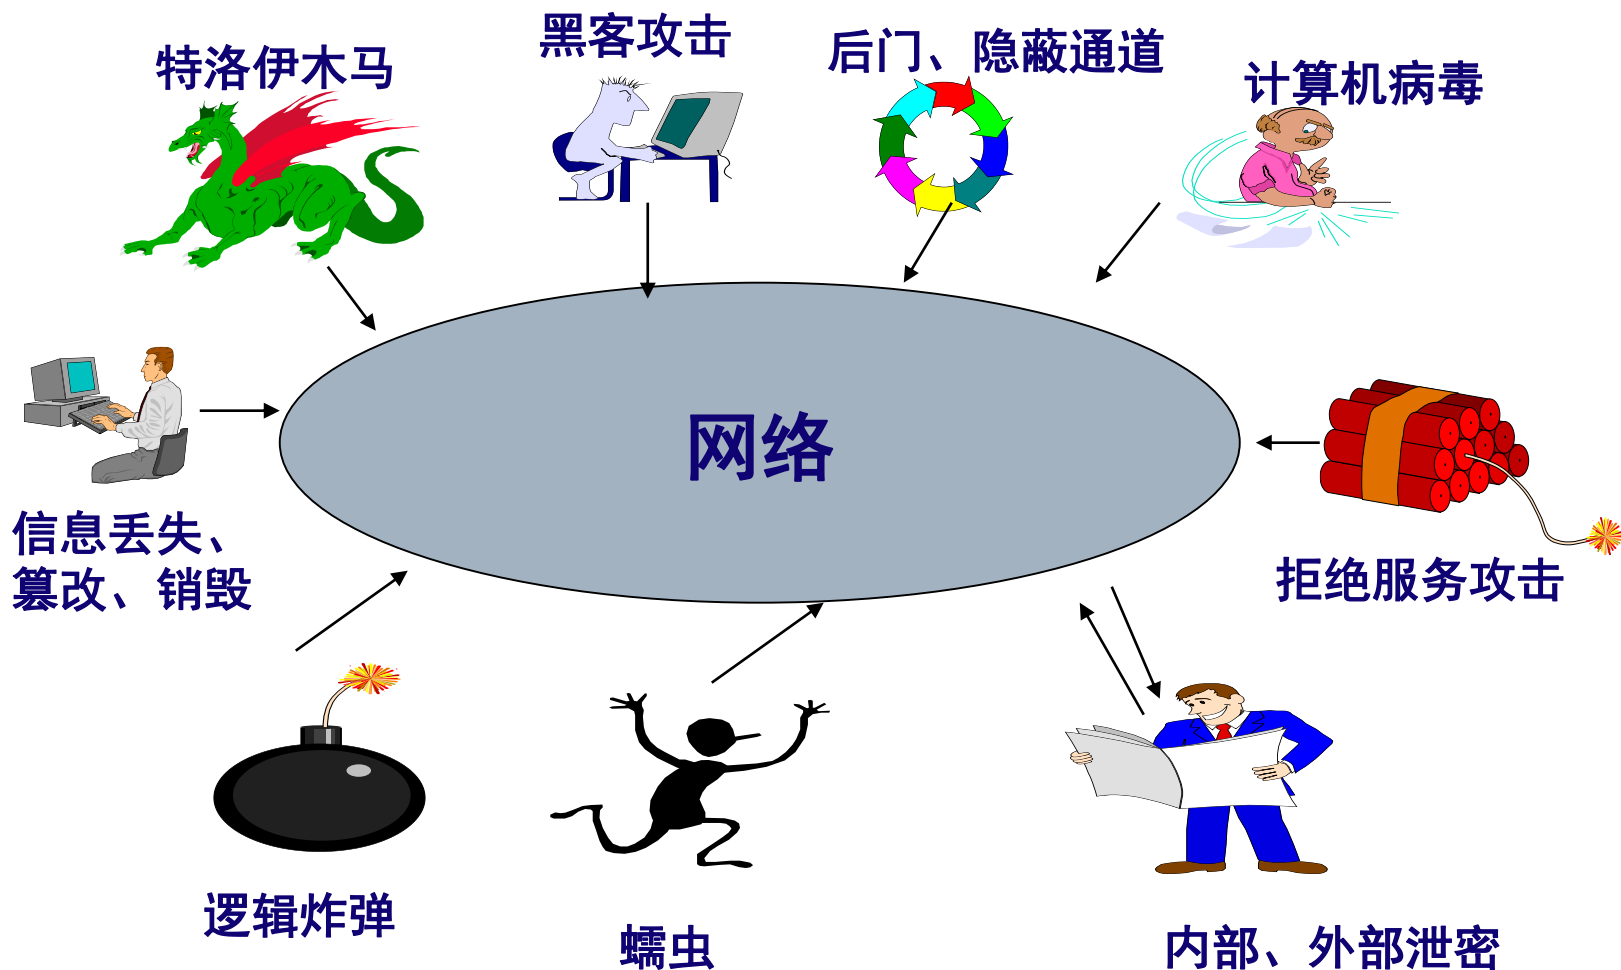 黑客攻击
后门、隐蔽通道
特洛伊木马
计算机病毒
网络
信息丢失、
篡改、销毁
拒绝服务攻击
逻辑炸弹
蠕虫
内部、外部泄密